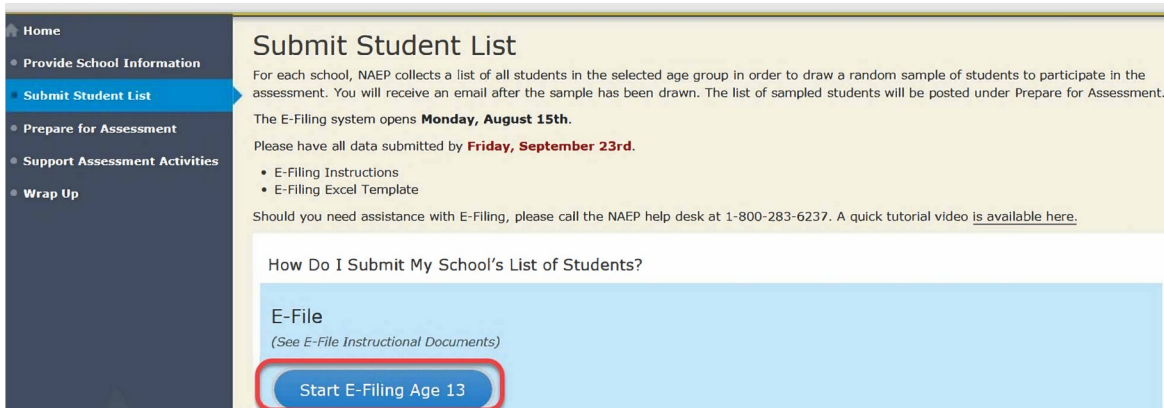 Home
Provide School Information
Submit Student List
Prepare for Assessment
Support Assessment Activities
Wrap Up
Submit Student List
For each school, NAEP collects a list of all students in the selected age group in order to draw a random sample of students to participate in the
assessment. You will receive an email after the sample has been drawn. The list of sampled students will be posted under Prepare for Assessment.
The E-Filing system opens Monday, August 15th.
Please have all data submitted by Friday, September 23rd.
• E-Filing Instructions
• E-Filing Excel Template
Should you need assistance with E-Filing, please call the NAEP help desk at 1-800-283-6237. A quick tutorial video is available here.
How Do I Submit My School's List of Students?
E-File
(See E-File Instructional Documents)
Start E-Filing Age 13